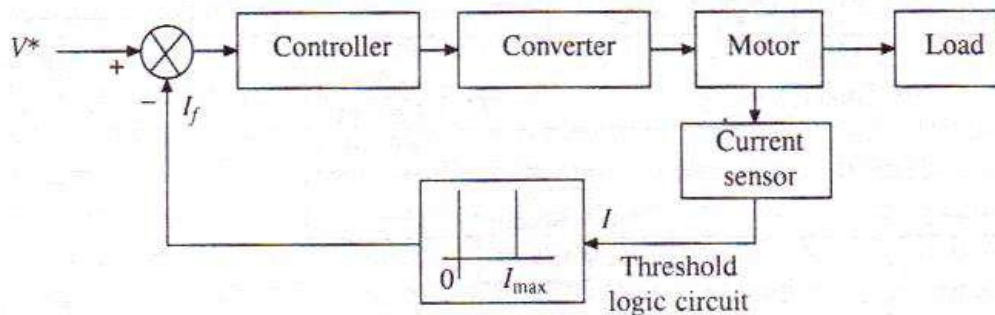 V*
+
−
I_f
Controller
Converter
Motor
Load
Current
sensor
I
0
I_max
Threshold
logic circuit